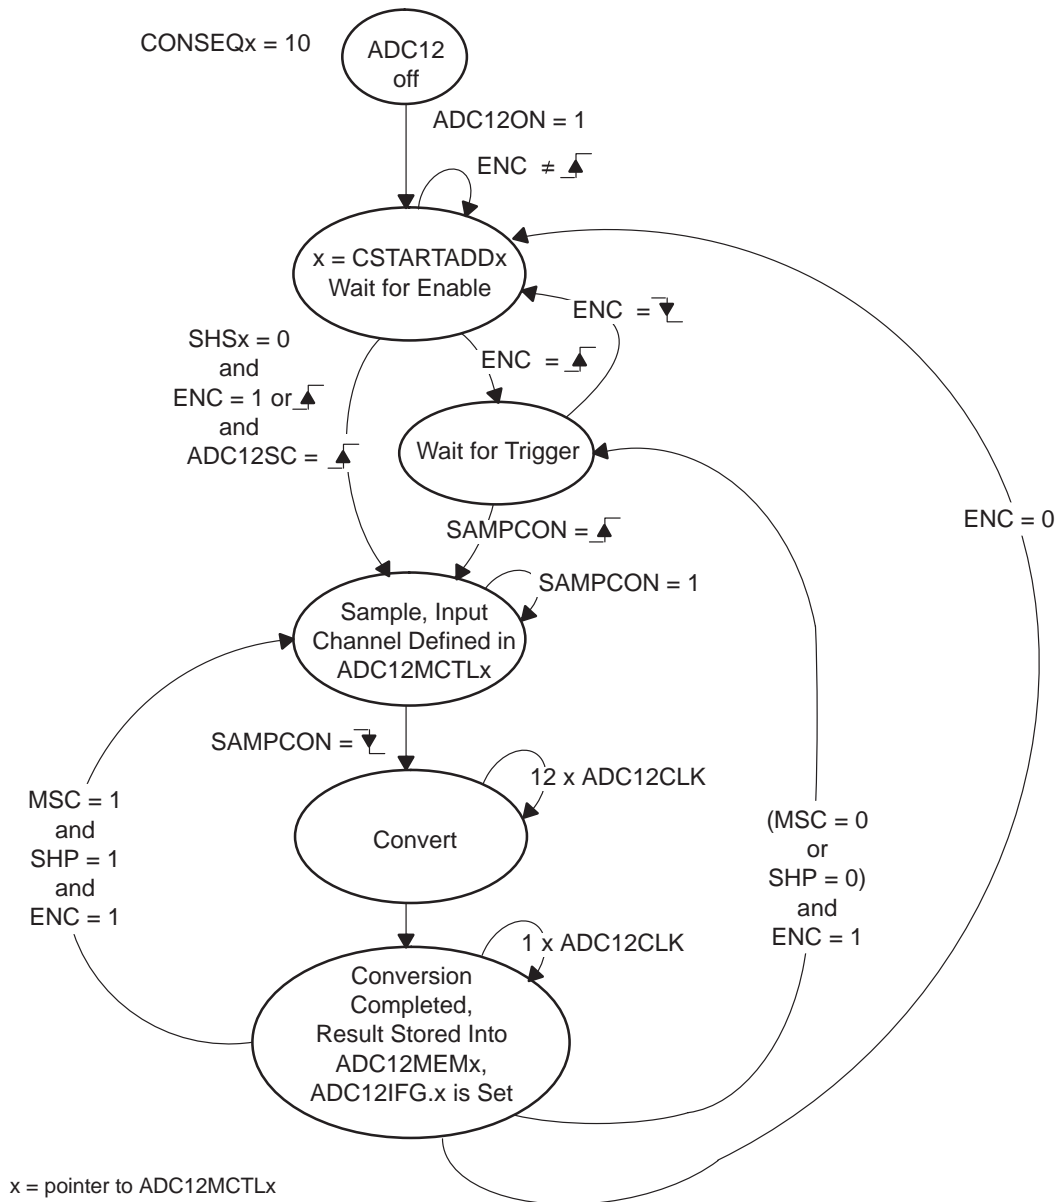 CONSEQx = 10
ADC12
off
ADC12ON = 1
ENC ≠
x = CSTARTADDx
Wait for Enable
ENC =
SHSx = 0
and
ENC = 1 or
and
ADC12SC =
ENC =
Wait for Trigger
ENC = 0
SAMPCON =
SAMPCON = 1
Sample, Input
Channel Defined in
ADC12MCTLx
SAMPCON =
12 x ADC12CLK
MSC = 1
and
SHP = 1
and
ENC = 1
Convert
(MSC = 0
or
SHP = 0)
and
ENC = 1
1 x ADC12CLK
Conversion
Completed,
Result Stored Into
ADC12MEMx,
ADC12IFG.x is Set
x = pointer to ADC12MCTLx